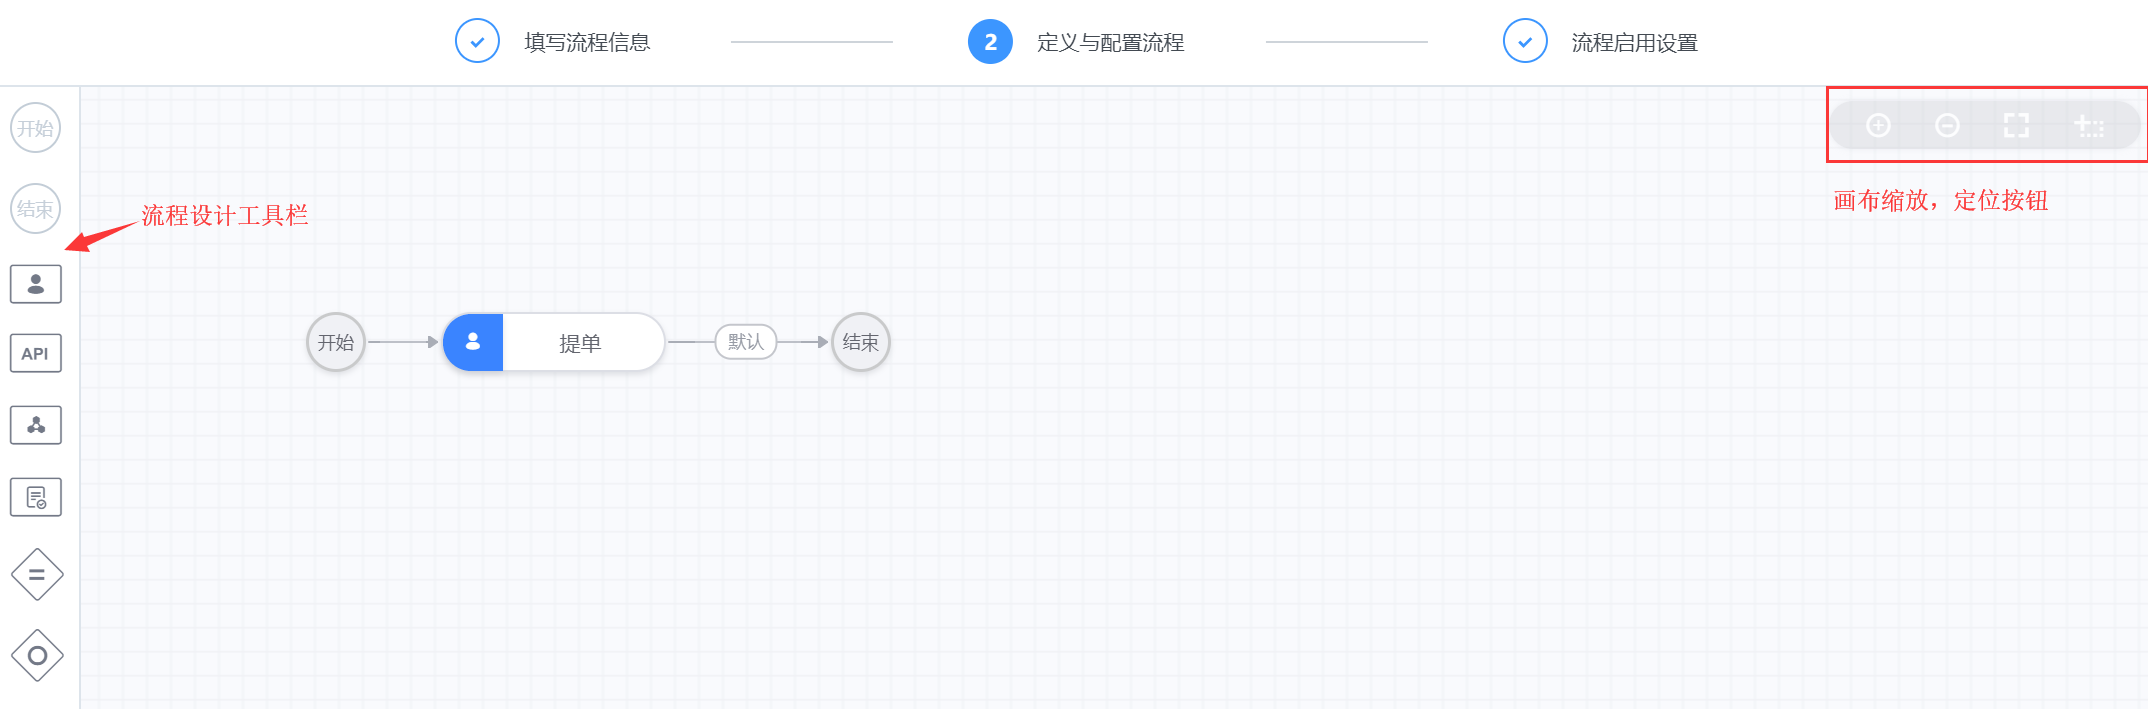 填写流程信息
2 定义与配置流程
流程启用设置
开始
结束
流程设计工具栏
画布缩放，定位按钮
API
开始
提单
默认
结束